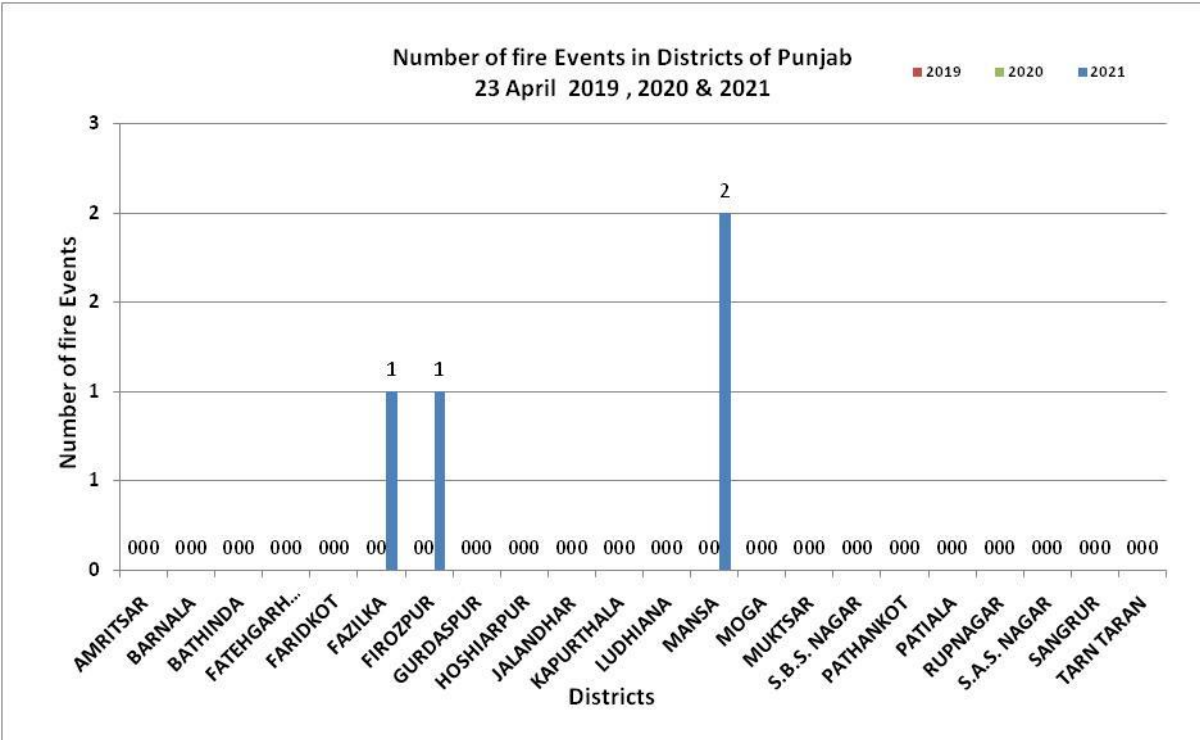 Number of fire Events in Districts of Punjab
23 April 2019 , 2020 & 2021
2019 2020 2021
3
2
2
1
1
0
Number of fire Events
000 000 000 000 000 00 1 00 1 000 000 000 000 000 00 2 000 000 000 000 000 000 000 000 000
AMRITSAR
BARNALA
BATHINDA
FATEHGARH...
FARIDKOT
FAZILKA
FIROZPUR
GURDASPUR
HOSHIARPUR
JALANDHAR
KAPURTHALA
LUDHIANA
MANSA
MOGA
MUKTSAR
S.B.S. NAGAR
PATHANKOT
PATIALA
RUPNAGAR
S.A.S. NAGAR
SANGRUR
TARN TARAN
Districts